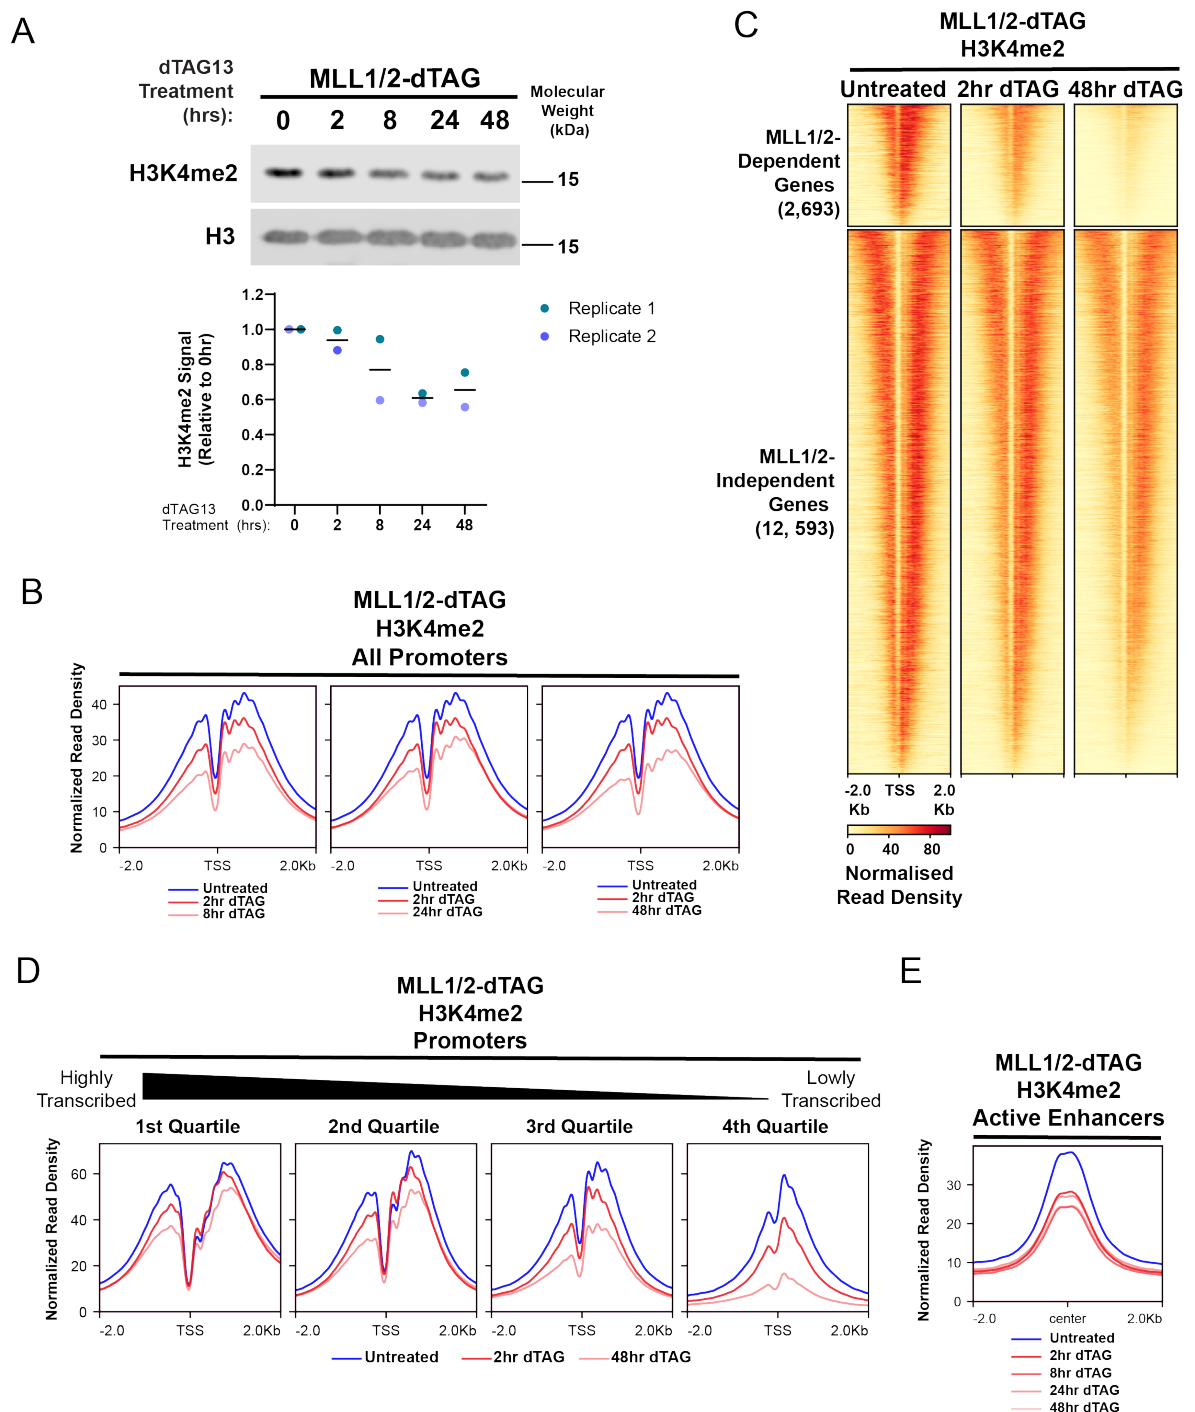 A
dTAG13
Treatment
(hrs):
MLL1/2-dTAG
0 2 8 24 48
Molecular
Weight
(kDa)
H3K4me2
15
H3
15
H3K4me2 Signal
(Relative to 0hr)
1.2
1.0
0.8
0.6
0.4
0.2
0.0
dTAG13
Treatment (hrs):
0 2 8 24 48
Replicate 1
Replicate 2
B
MLL1/2-dTAG
H3K4me2
All Promoters
Normalized Read Density
40
30
20
10
0
-2.0 TSS 2.0Kb
-2.0 TSS 2.0Kb
-2.0 TSS 2.0Kb
Untreated
2hr dTAG
8hr dTAG
Untreated
2hr dTAG
24hr dTAG
Untreated
2hr dTAG
48hr dTAG
C
MLL1/2-dTAG
H3K4me2
Untreated 2hr dTAG 48hr dTAG
MLL1/2-
Dependent
Genes
(2,693)
MLL1/2-
Independent
Genes
(12, 593)
-2.0 TSS 2.0
Kb Kb
0 40 80
Normalised
Read Density
D
MLL1/2-dTAG
H3K4me2
Promoters
Highly
Transcribed
Lowly
Transcribed
1st Quartile 2nd Quartile 3rd Quartile 4th Quartile
Normalized Read Density
60
40
20
0
-2.0 TSS 2.0Kb
-2.0 TSS 2.0Kb
-2.0 TSS 2.0Kb
-2.0 TSS 2.0Kb
Untreated 2hr dTAG 48hr dTAG
E
MLL1/2-dTAG
H3K4me2
Active Enhancers
Normalized Read Density
30
20
10
0
-2.0 center 2.0Kb
Untreated
2hr dTAG
8hr dTAG
24hr dTAG
48hr dTAG